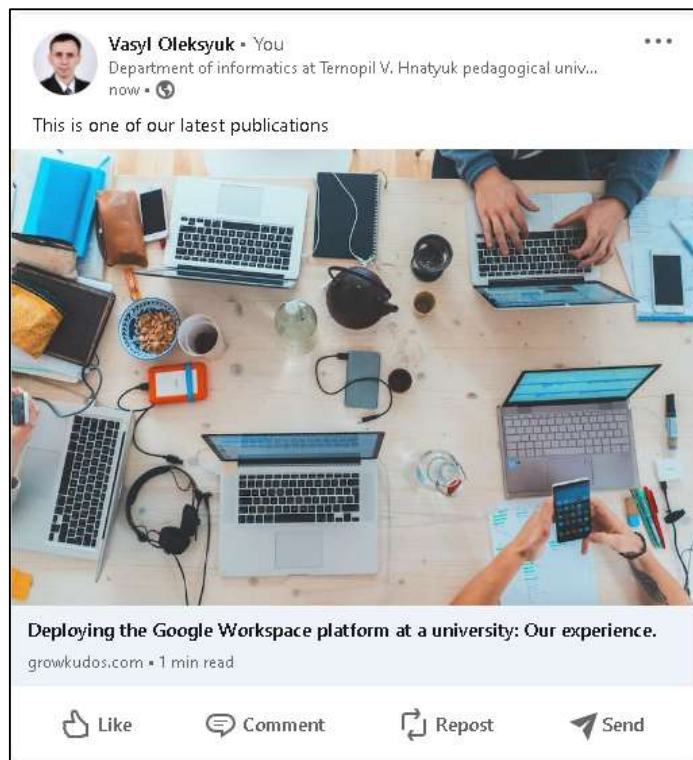 Vasyl Oleksyuk • You
Department of informatics at Ternopil V. Hnatyuk pedagogical univ...
now •
This is one of our latest publications
Deploying the Google Workspace platform at a university: Our experience.
growkudos.com • 1 min read
Like Comment Repost Send